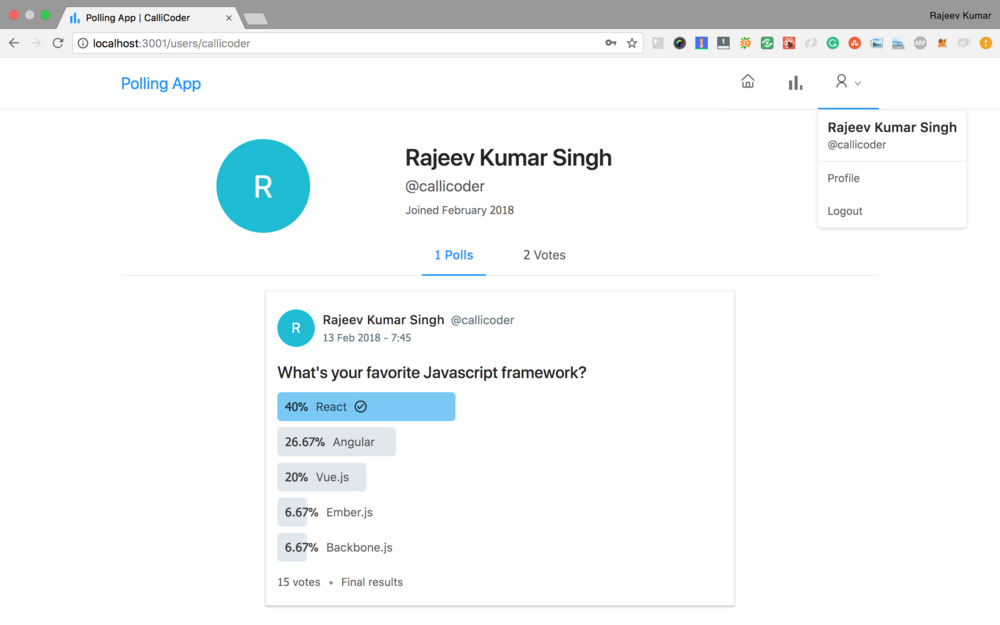 Polling App | CalliCoder
Rajeev Kumar
localhost:3001/users/callicoder
Polling App
Rajeev Kumar Singh
@callicoder
Profile
Logout
R
Rajeev Kumar Singh
@callicoder
Joined February 2018
1 Polls 2 Votes
R
Rajeev Kumar Singh @callicoder
13 Feb 2018 - 7:45
What's your favorite Javascript framework?
40% React
26.67% Angular
20% Vue.js
6.67% Ember.js
6.67% Backbone.js
15 votes • Final results